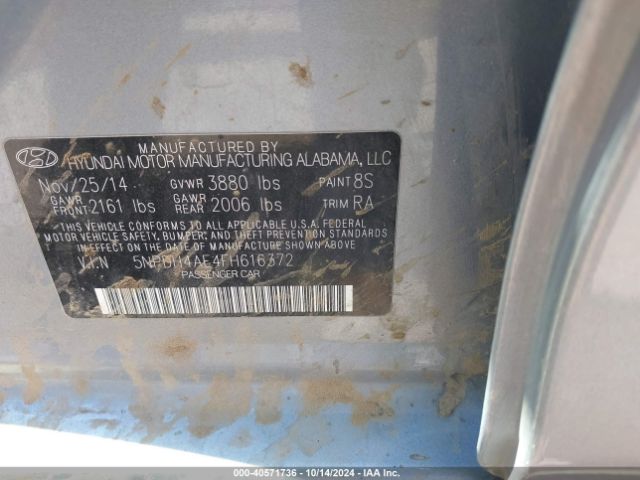 MANUFACTURED BY
HYUNDAI MOTOR MANUFACTURING ALABAMA, LLC
Nov/25/14 GVWR 3880 lbs PAINT 8S
GAWR FRONT 2161 lbs GAWR REAR 2006 lbs TRIM RA
THIS VEHICLE CONFORMS TO ALL APPLICABLE U.S.A. FEDERAL
MOTOR VEHICLE SAFETY, BUMPER, AND THEFT PREVENTION STANDARDS
IN EFFECT ON THE DATE OF MANUFACTURE SHOWN ABOVE.
V.I.N 5NPDH4AE4FH616372
PASSENGER CAR
000-40571736 - 10/14/2024 - IAA Inc.